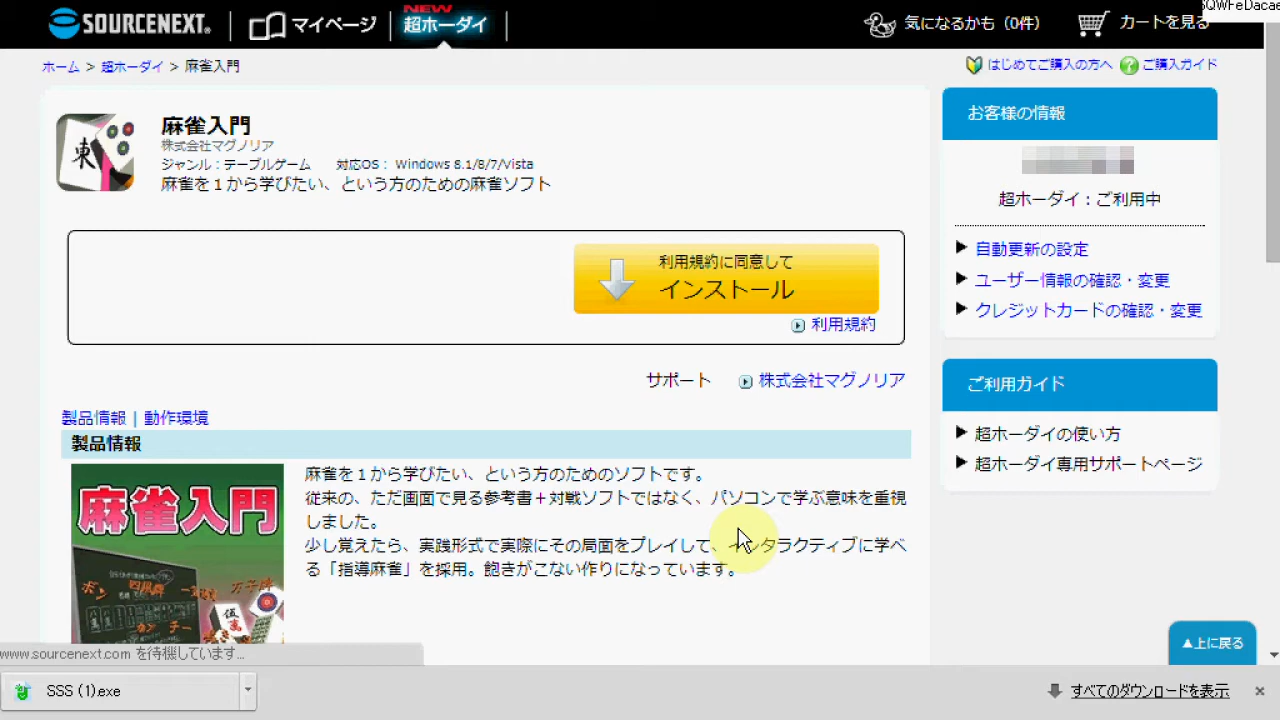 SQWFeDacae
SOURCENEXT.
マイページ
NEW
超ホーダイ
気になるかも（0件）
カートを見る
ホーム > 超ホーダイ > 麻雀入門
はじめてご購入の方へ
ご購入ガイド
麻雀入門
株式会社マグノリア
ジャンル：テーブルゲーム 対応OS： Windows 8.1/8/7/Vista
麻雀を１から学びたい、という方のための麻雀ソフト
東
利用規約に同意して
インストール
利用規約
サポート
株式会社マグノリア
製品情報 | 動作環境
製品情報
麻雀入門
麻雀を１から学びたい、という方のためのソフトです。
従来の、ただ画面で見る参考書＋対戦ソフトではなく、パソコンで学ぶ意味を重視
しました。
少し覚えたら、実践形式で実際にその局面をプレイして、インタラクティブに学べ
る「指導麻雀」を採用。飽きがこない作りになっています。
お客様の情報
超ホーダイ：ご利用中
自動更新の設定
ユーザー情報の確認・変更
クレジットカードの確認・変更
ご利用ガイド
超ホーダイの使い方
超ホーダイ専用サポートページ
▲上に戻る
www.sourcenext.com を待機しています...
SSS (1).exe
すべてのダウンロードを表示